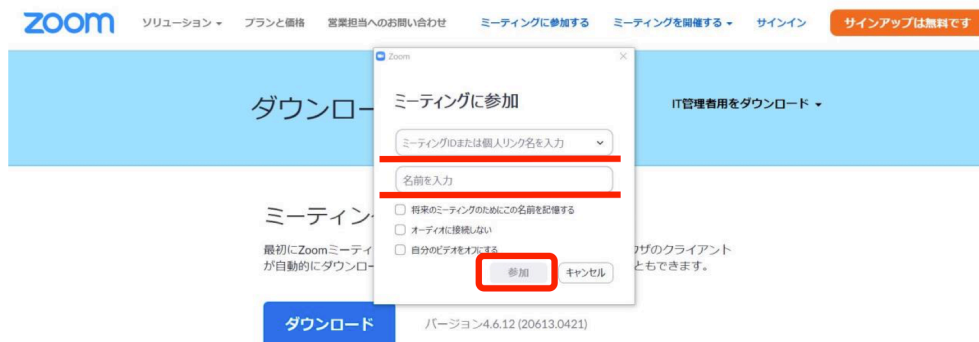 zoom ソリューション プランと価格 営業担当へのお問い合わせ ミーティングに参加する ミーティングを開催する サインイン サインアップは無料です
Zoom
ダウンロー
IT管理者用をダウンロード
ミーティングに参加
ミーティングIDまたは個人リンク名を入力
名前を入力
将来のミーティングのためにこの名前を記憶する
オーディオに接続しない
自分のビデオをオフにする
参加 キャンセル
ミーティン
最初にZoomミーティ ウザのクライアント
が自動的にダウンロー ともできます。
ダウンロード バージョン4.6.12 (20613.0421)